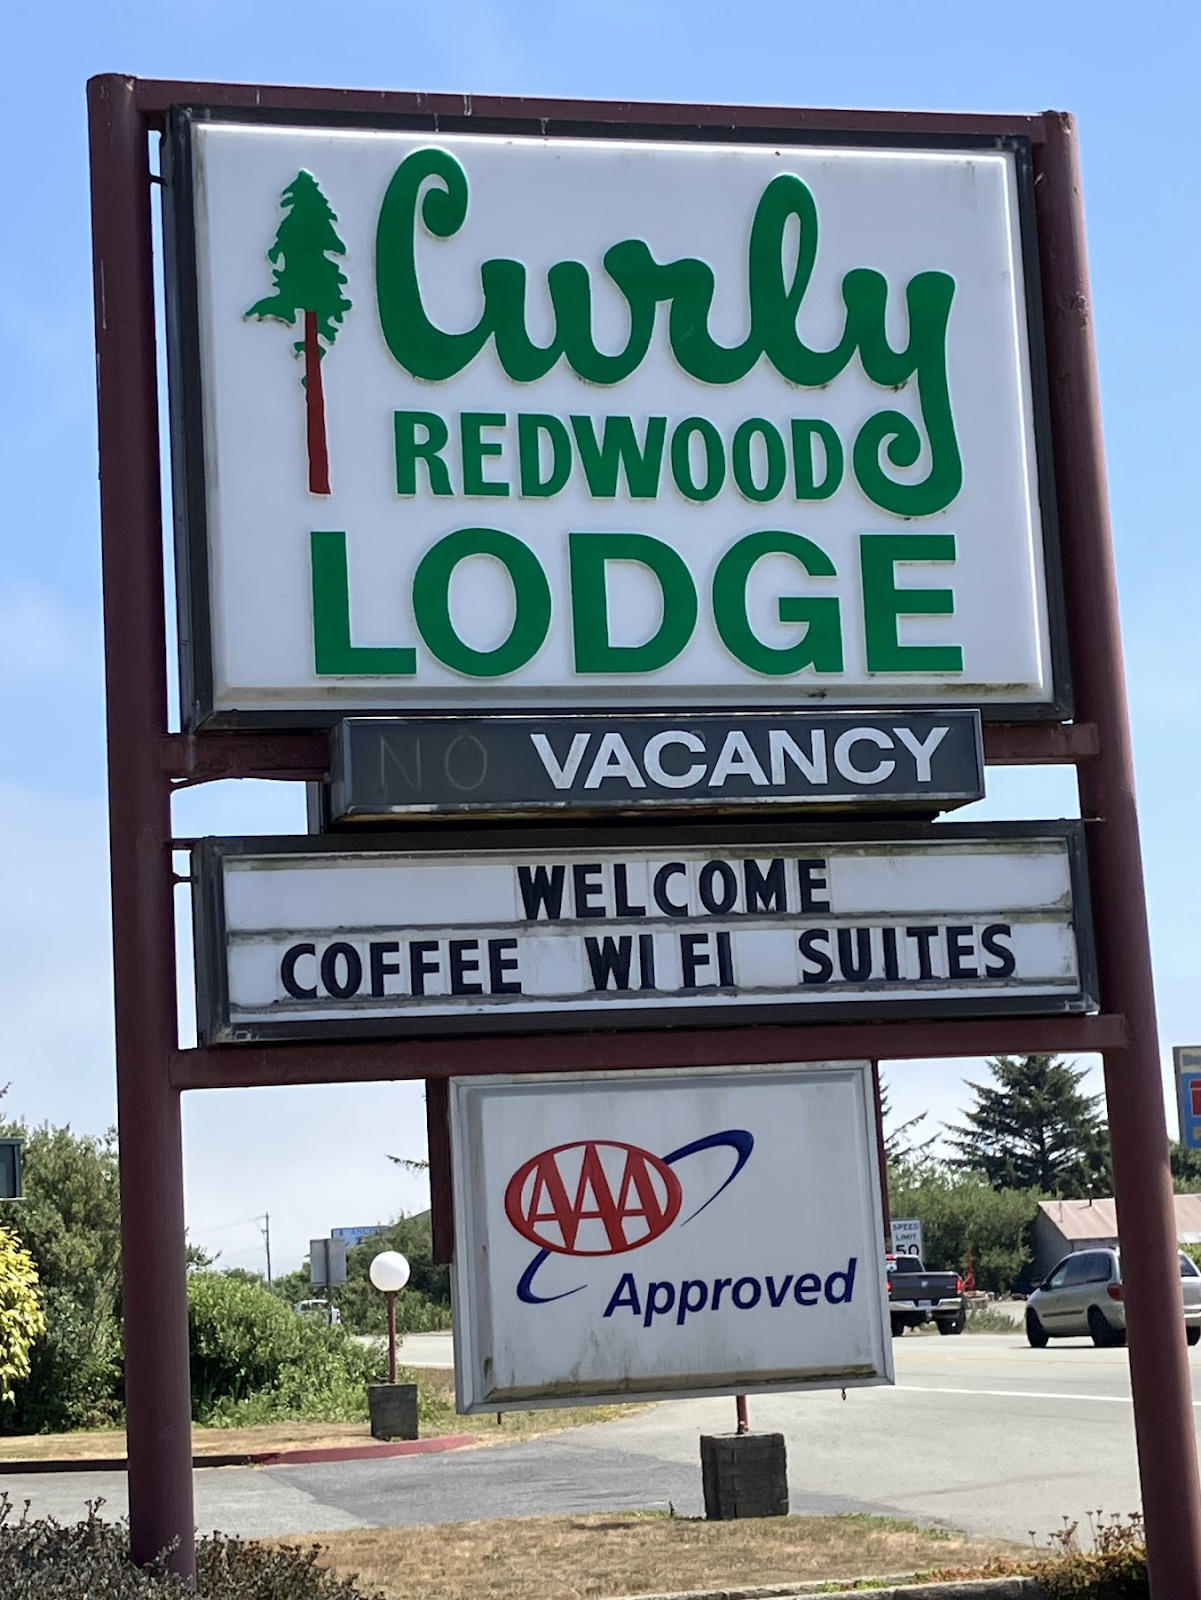 Curly
REDWOOD
LODGE
NO VACANCY
WELCOME
COFFEE WI FI SUITES
AAA
Approved
SPEED
LIMIT
50